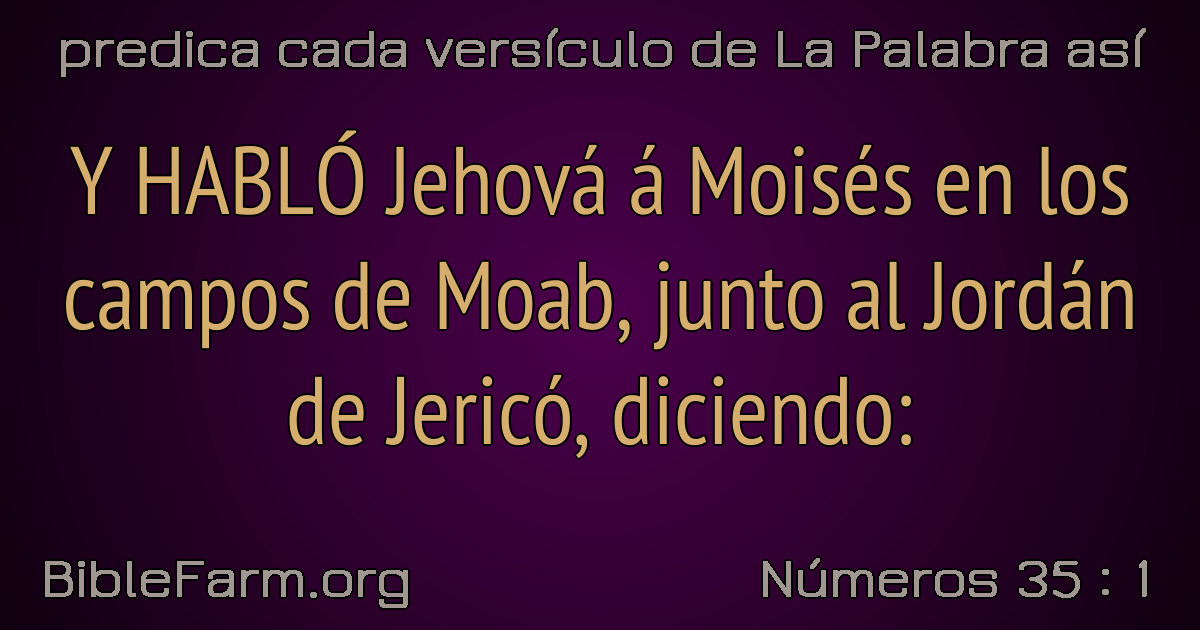 predica cada versículo de La Palabra así
Y HABLÓ Jehová á Moisés en los
campos de Moab, junto al Jordán
de Jericó, diciendo:
BibleFarm.org
Números 35 : 1